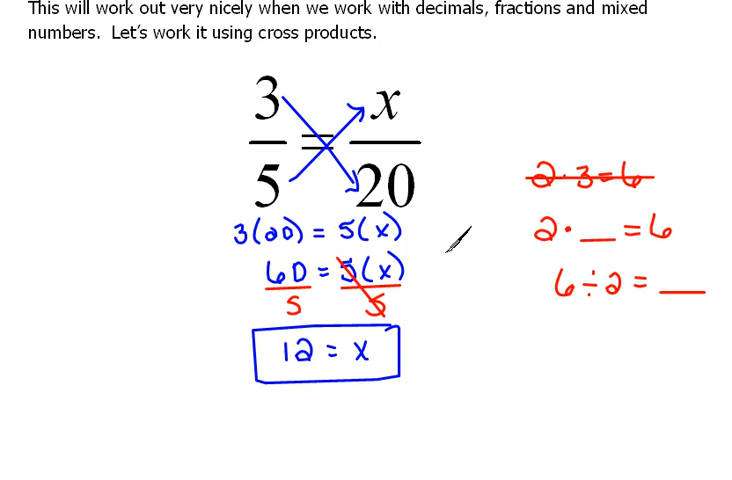 This will work out very nicely when we work with decimals, fractions and mixed
numbers.  Let's work it using cross products.
3/5 = x/20
3(20) = 5(x)
60/5 = 5(x)/5
12 = x
2·3=6
2·__=6
6÷2=__